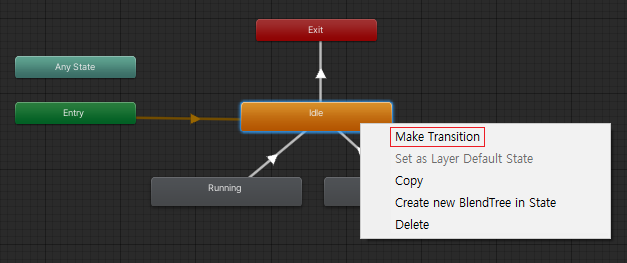 Exit
Any State
Entry
Idle
Make Transition
Set as Layer Default State
Copy
Running
Create new BlendTree in State
Delete